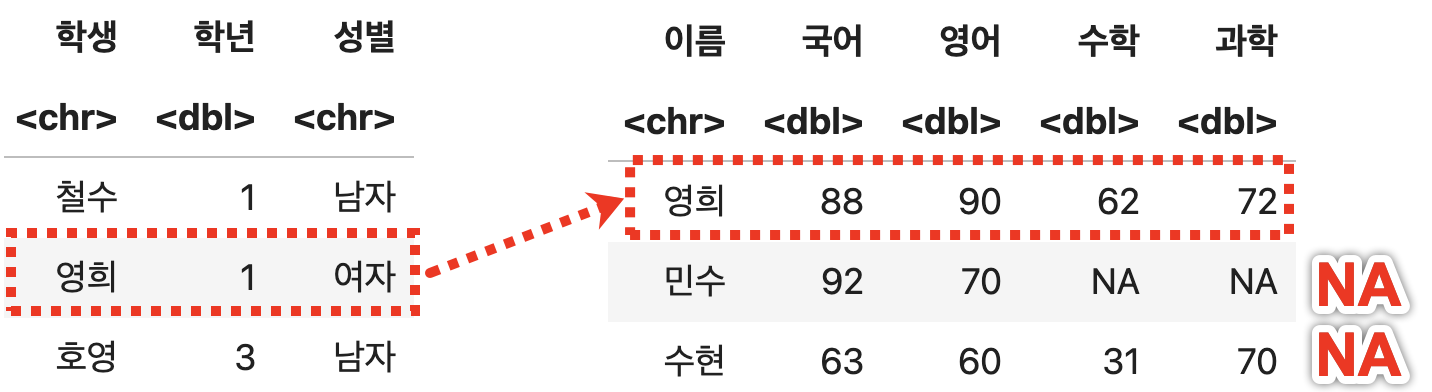 학생 학년 성별
<chr> <dbl> <chr>
철수 1 남자
영희 1 여자
호영 3 남자
이름 국어 영어 수학 과학
<chr> <dbl> <dbl> <dbl> <dbl>
영희 88 90 62 72
민수 92 70 NA NA NA
수현 63 60 31 70 NA